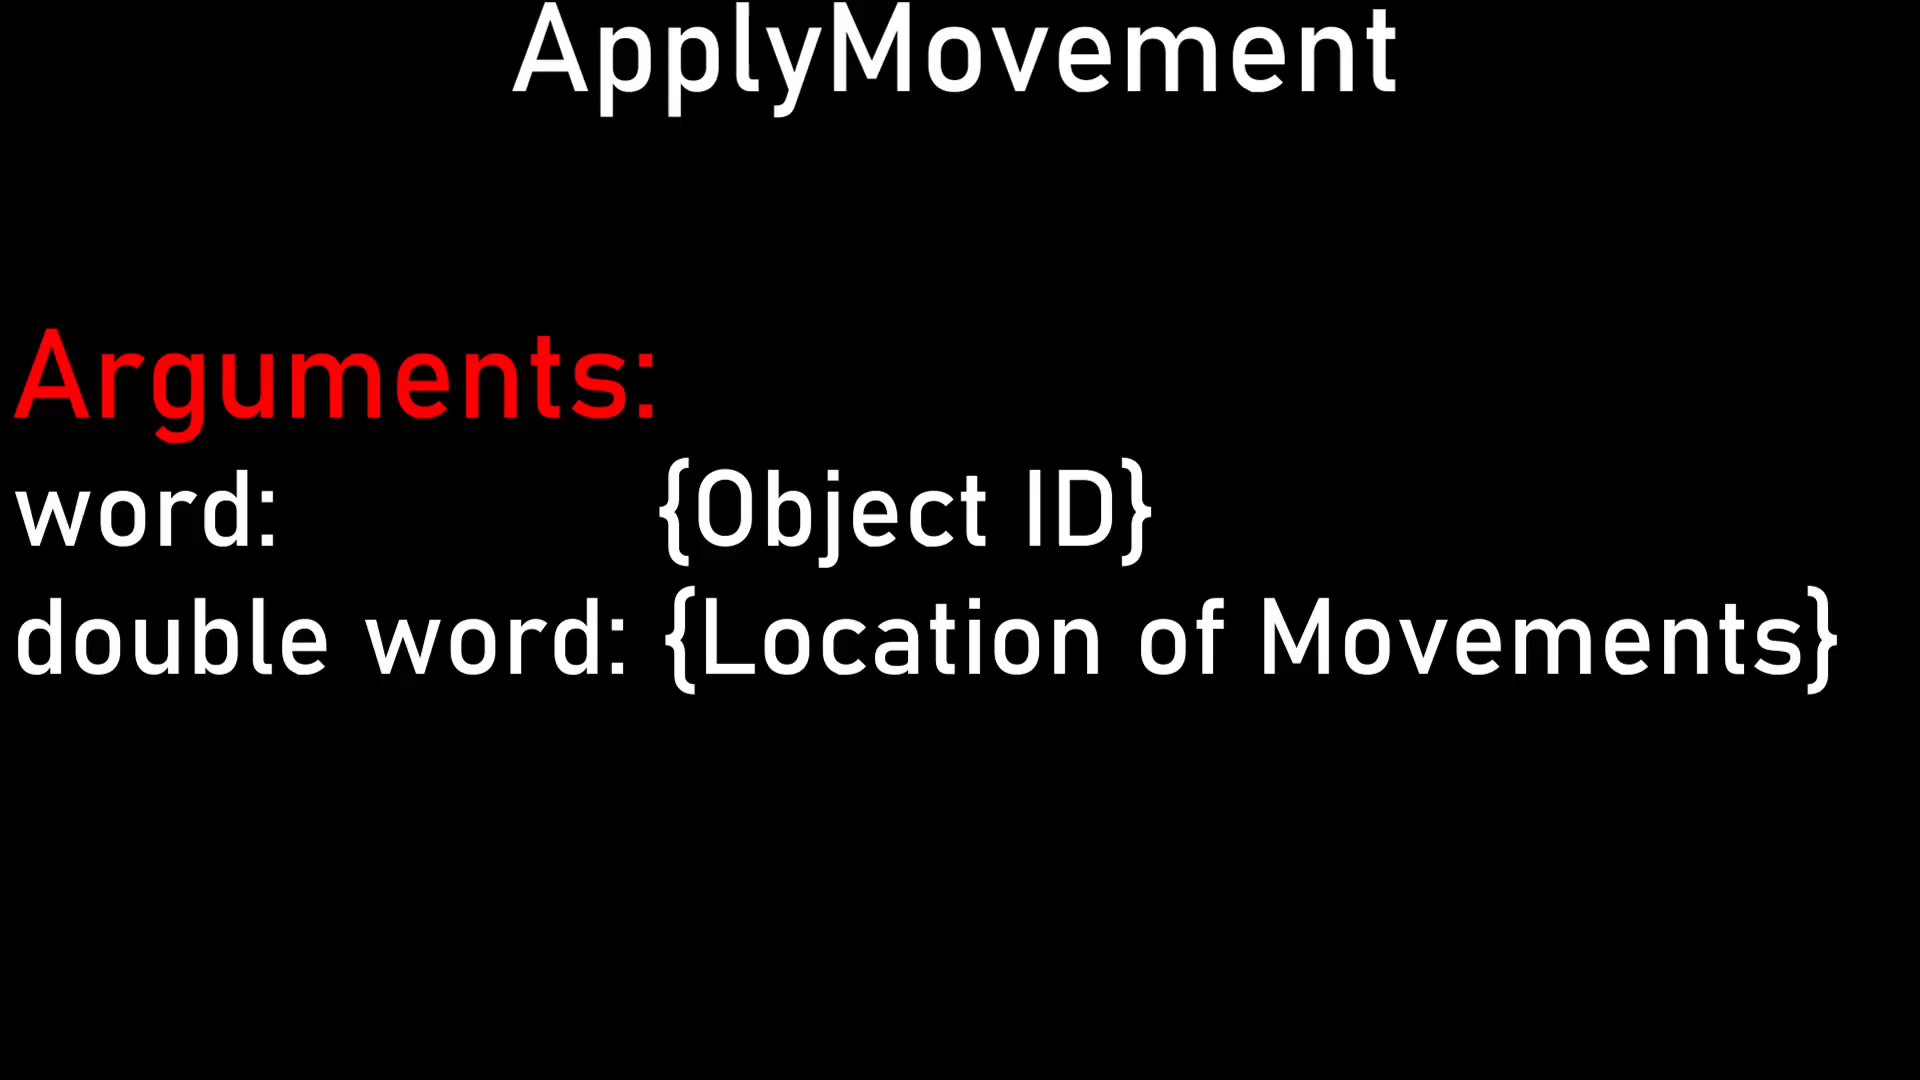 ApplyMovement
Arguments:
word: {Object ID}
double word: {Location of Movements}